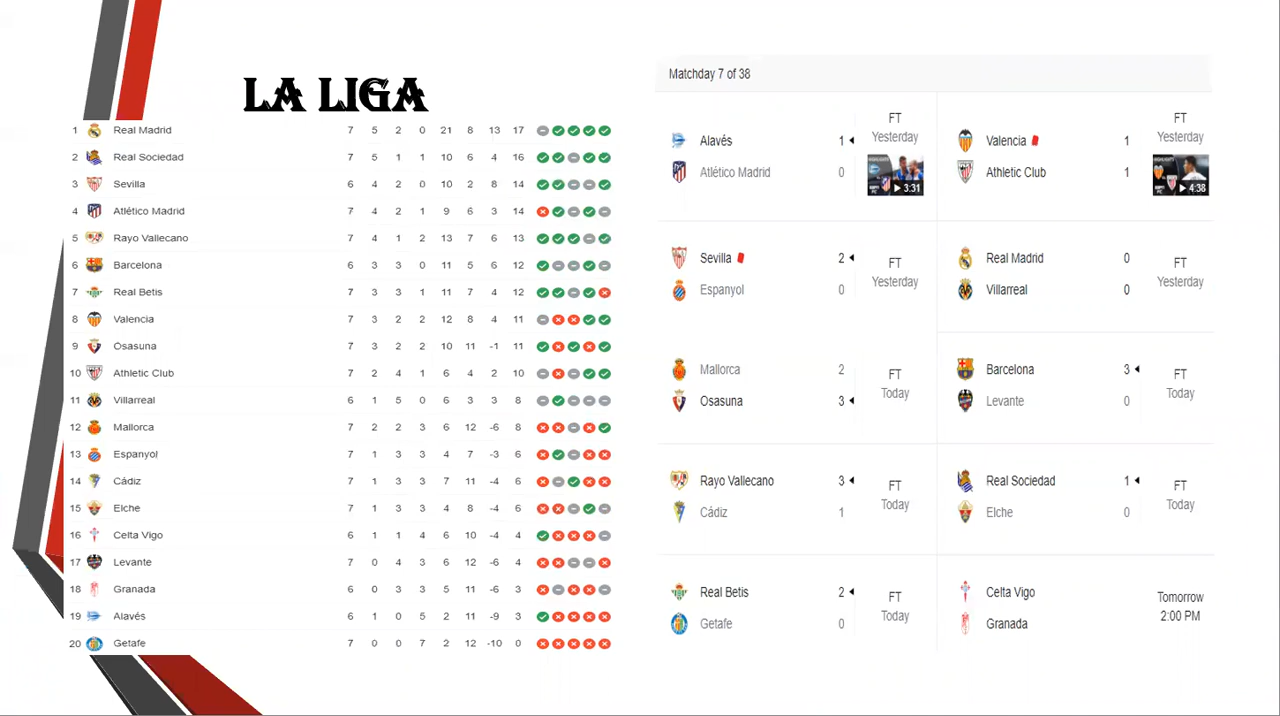 LA LIGA
1 Real Madrid 7 5 2 0 21 8 13 17
2 Real Sociedad 7 5 1 1 10 6 4 16
3 Sevilla 6 4 2 0 10 2 8 14
4 Atlético Madrid 7 4 2 1 9 6 3 14
5 Rayo Vallecano 7 4 1 2 13 7 6 13
6 Barcelona 6 3 3 0 11 5 6 12
7 Real Betis 7 3 3 1 11 7 4 12
8 Valencia 7 3 2 2 12 8 4 11
9 Osasuna 7 3 2 2 10 11 -1 11
10 Athletic Club 7 2 4 1 6 4 2 10
11 Villarreal 6 1 5 0 6 3 3 8
12 Mallorca 7 2 2 3 6 12 -6 8
13 Espanyol 7 1 3 3 4 7 -3 6
14 Cádiz 7 1 3 3 7 11 -4 6
15 Elche 7 1 3 3 4 8 -4 6
16 Celta Vigo 6 1 1 4 6 10 -4 4
17 Levante 7 0 4 3 6 12 -6 4
18 Granada 6 0 3 3 5 11 -6 3
19 Alavés 6 1 0 5 2 11 -9 3
20 Getafe 7 0 0 7 2 12 -10 0
Matchday 7 of 38
Alavés 1
Atlético Madrid 0
FT
Yesterday
3:31
Valencia 1
Athletic Club 1
FT
Yesterday
4:38
Sevilla 2
Espanyol 0
FT
Yesterday
Real Madrid 0
Villarreal 0
FT
Yesterday
Mallorca 2
Osasuna 3
FT
Today
Barcelona 3
Levante 0
FT
Today
Rayo Vallecano 3
Cádiz 1
FT
Today
Real Sociedad 1
Elche 0
FT
Today
Real Betis 2
Getafe 0
FT
Today
Celta Vigo
Granada
Tomorrow
2:00 PM